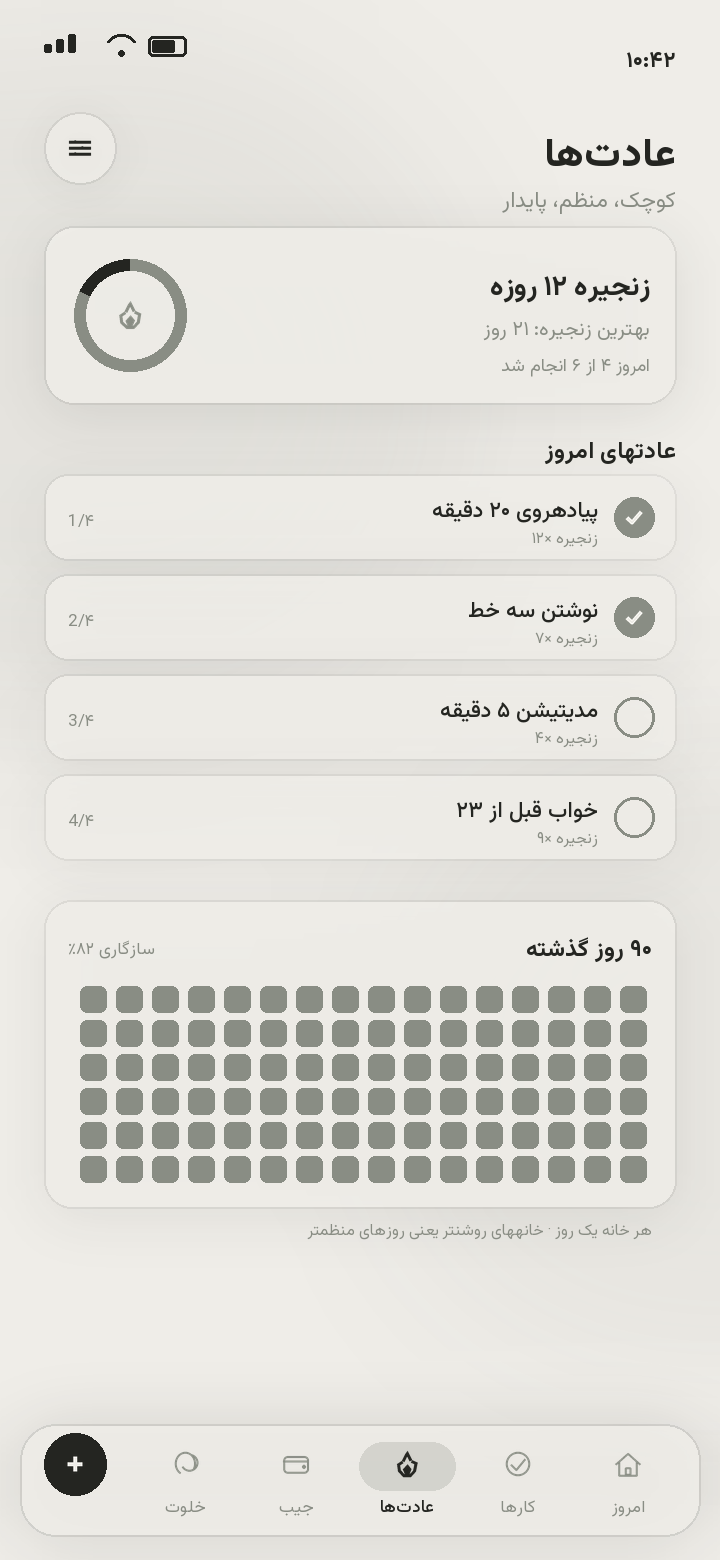 ۱۰:۴۲
عادت‌ها
کوچک، منظم، پایدار
زنجیره ۱۲ روزه
بهترین زنجیره: ۲۱ روز
امروز ۴ از ۶ انجام شد
عادتهای امروز
پیادهروی ۲۰ دقیقه
زنجیره ×۱۲
1/۴
نوشتن سه خط
زنجیره ×۷
2/۴
مدیتیشن ۵ دقیقه
زنجیره ×۴
3/۴
خواب قبل از ۲۳
زنجیره ×۹
4/۴
۹۰ روز گذشته
سازگاری ۸۲٪
هر خانه یک روز · خانههای روشنتر یعنی روزهای منظمتر
امروز
کارها
عادت‌ها
جیب
خلوت